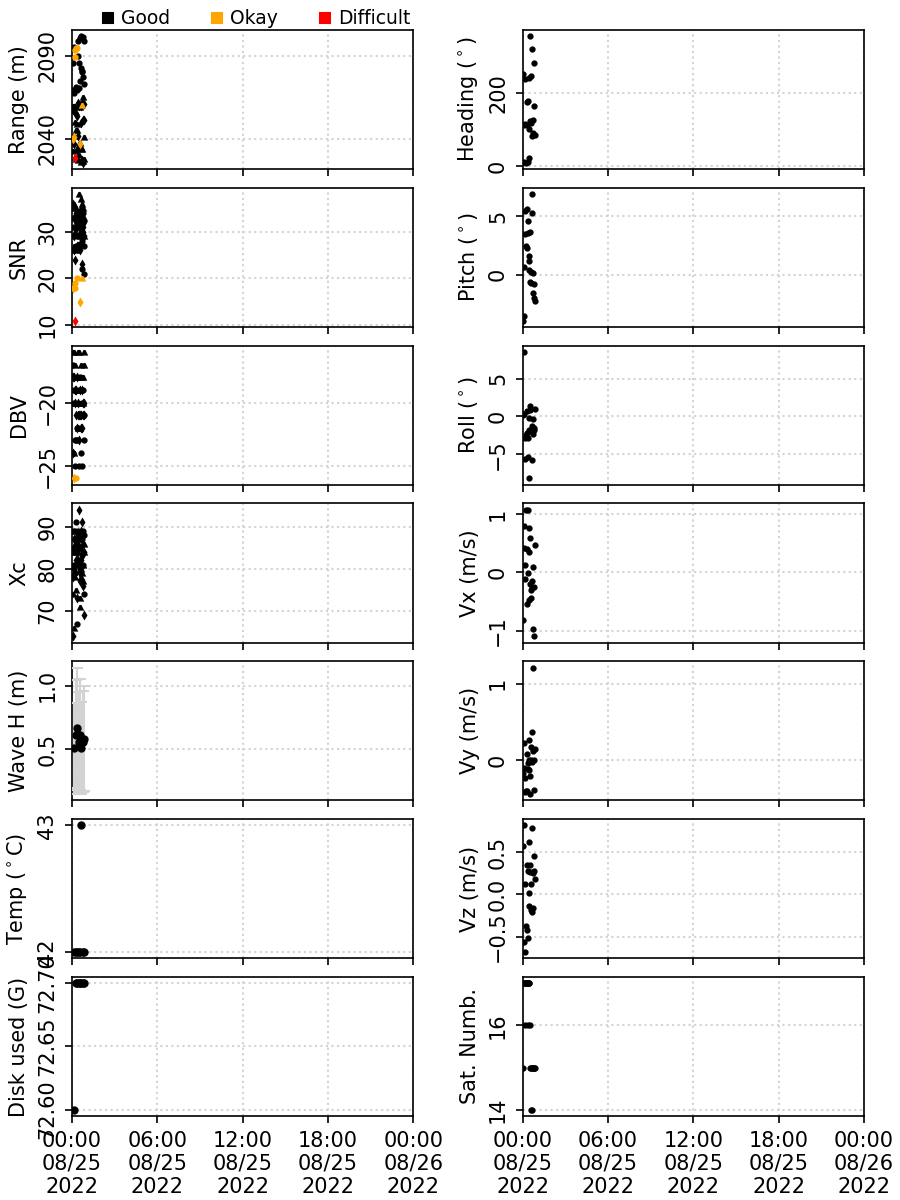 Good Okay Difficult
Range (m)
2090
2040
Heading (°)
200
0
SNR
30
20
10
Pitch (°)
5
0
DBV
−20
−25
Roll (°)
5
0
−5
Xc
90
80
70
Vx (m/s)
1
0
−1
Wave H (m)
1.0
0.5
Vy (m/s)
1
0
Temp (°C)
43
42
Vz (m/s)
0.5
0.0
−0.5
Disk used (G)
72.70
72.65
72.60
Sat. Numb.
16
14
00:00 06:00 12:00 18:00 00:00
08/25 08/25 08/25 08/25 08/26
2022 2022 2022 2022 2022
00:00 06:00 12:00 18:00 00:00
08/25 08/25 08/25 08/25 08/26
2022 2022 2022 2022 2022